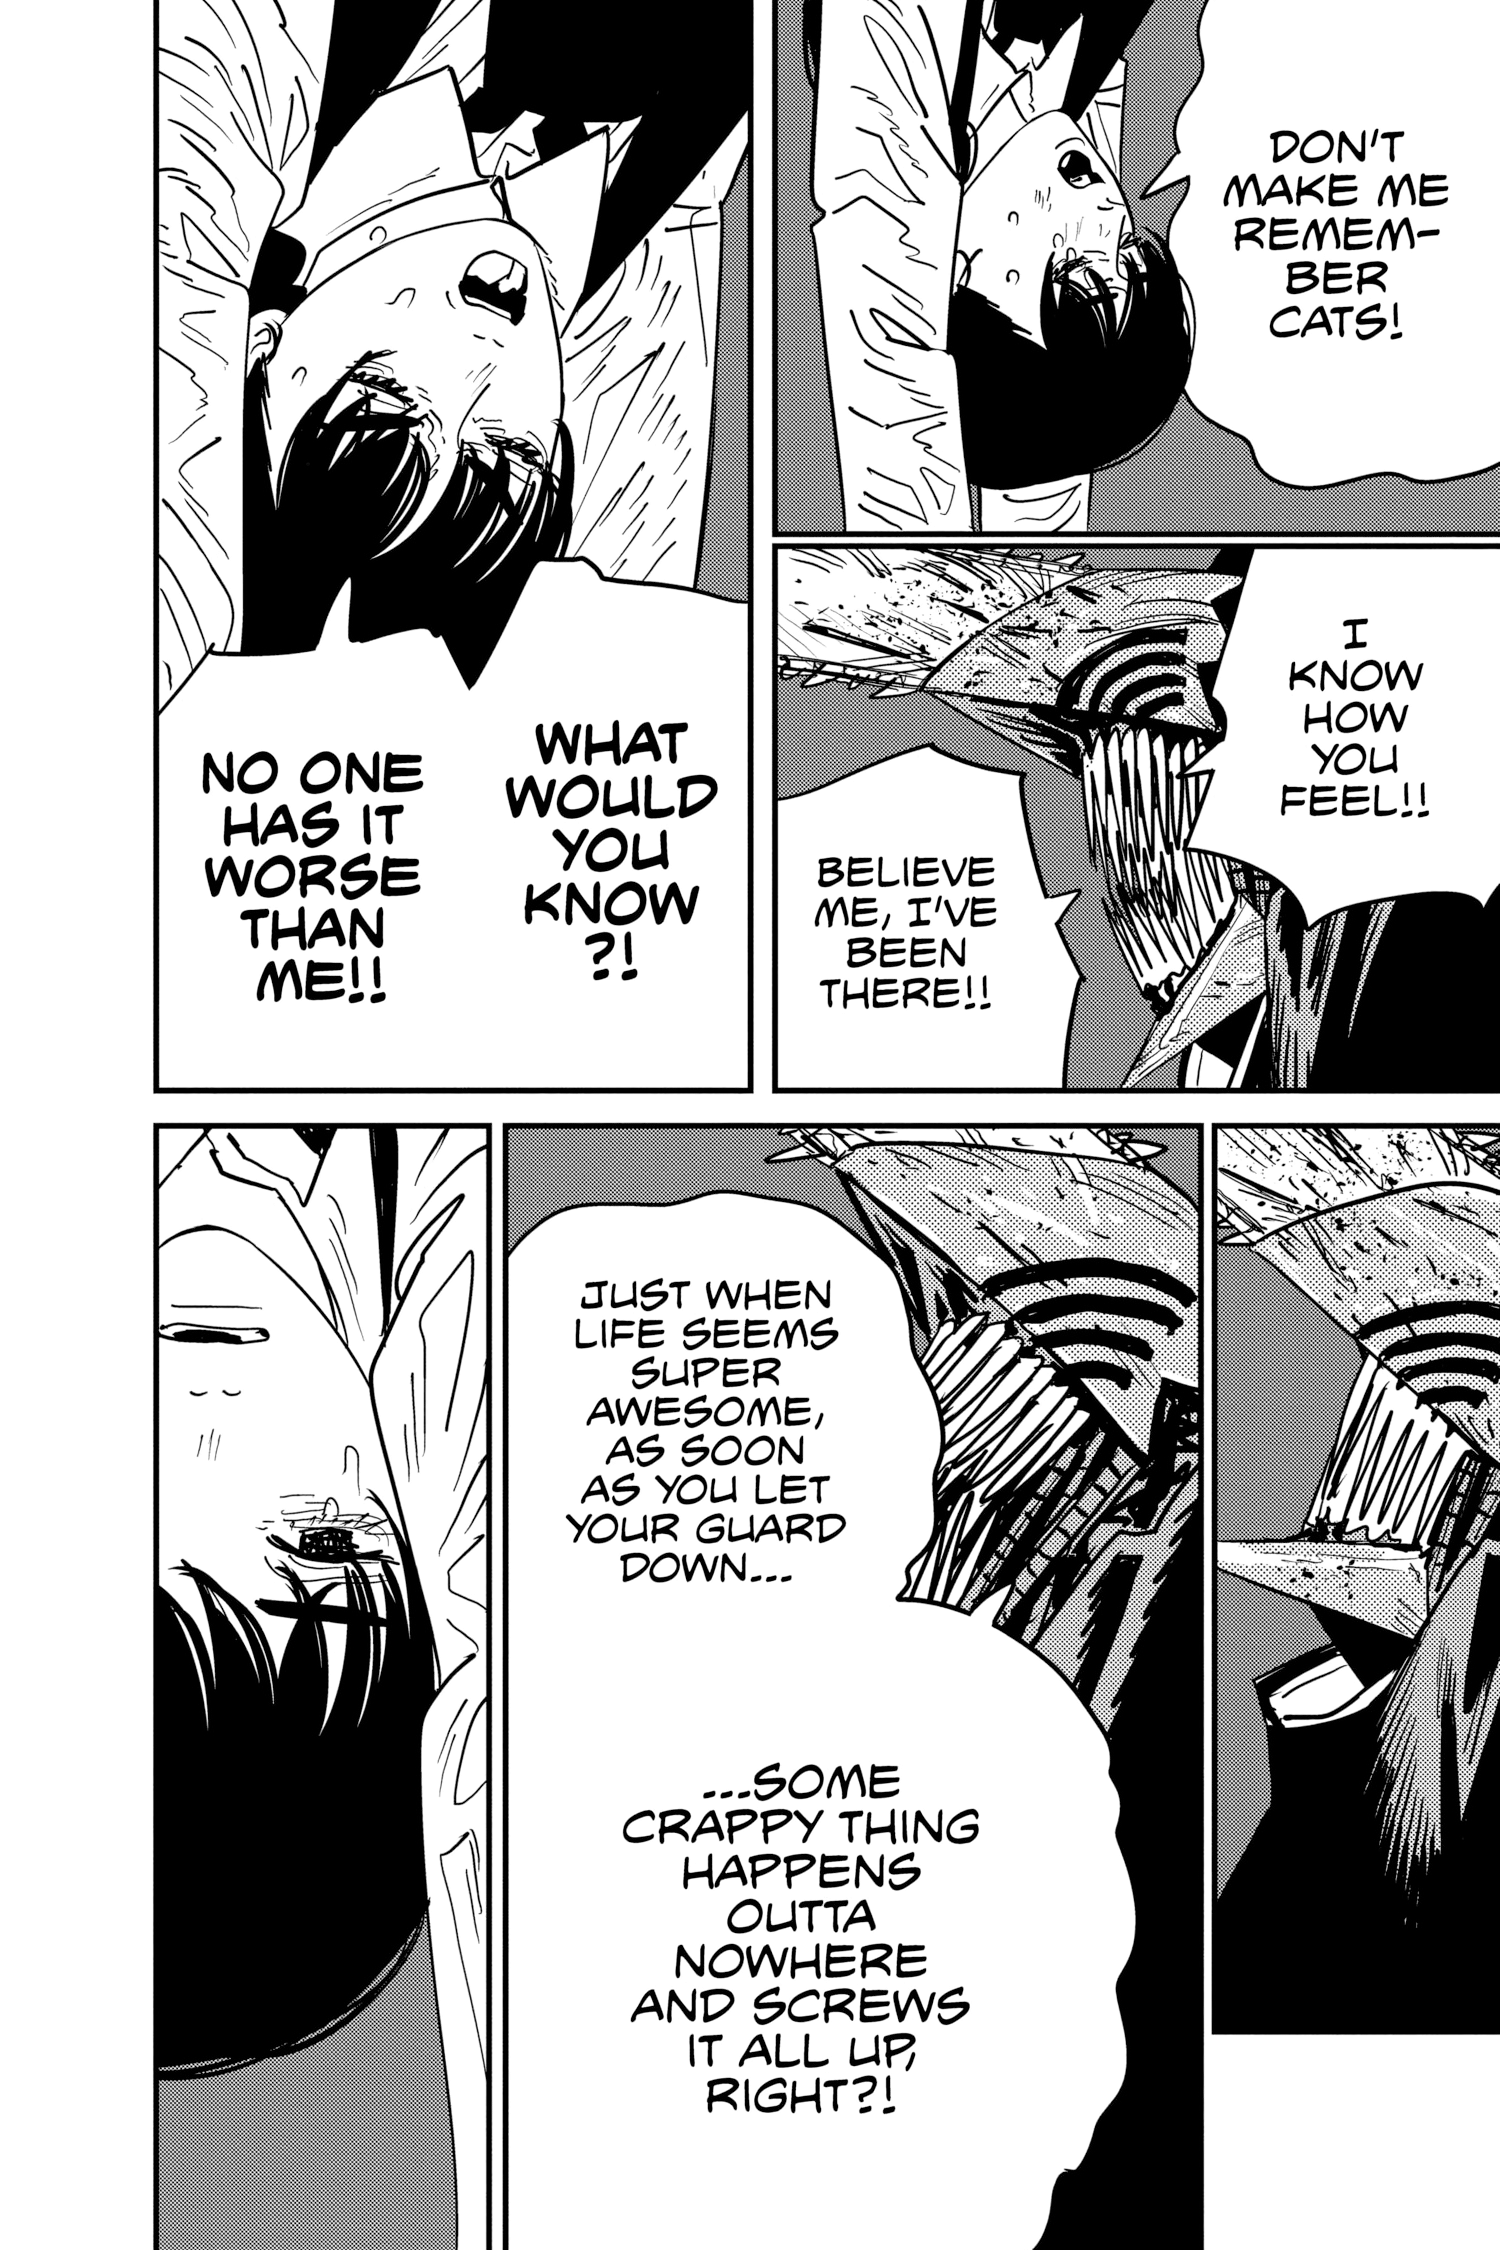 DON'T
MAKE ME
REMEM-
BER
CATS!
I
KNOW
HOW
YOU
FEEL!!
BELIEVE
ME, I'VE
BEEN
THERE!!
WHAT
WOULD
YOU
KNOW
?!
NO ONE
HAS IT
WORSE
THAN
ME!!
JUST WHEN
LIFE SEEMS
SUPER
AWESOME,
AS SOON
AS YOU LET
YOUR GUARD
DOWN...
...SOME
CRAPPY THING
HAPPENS
OUTTA
NOWHERE
AND SCREWS
IT ALL UP,
RIGHT?!